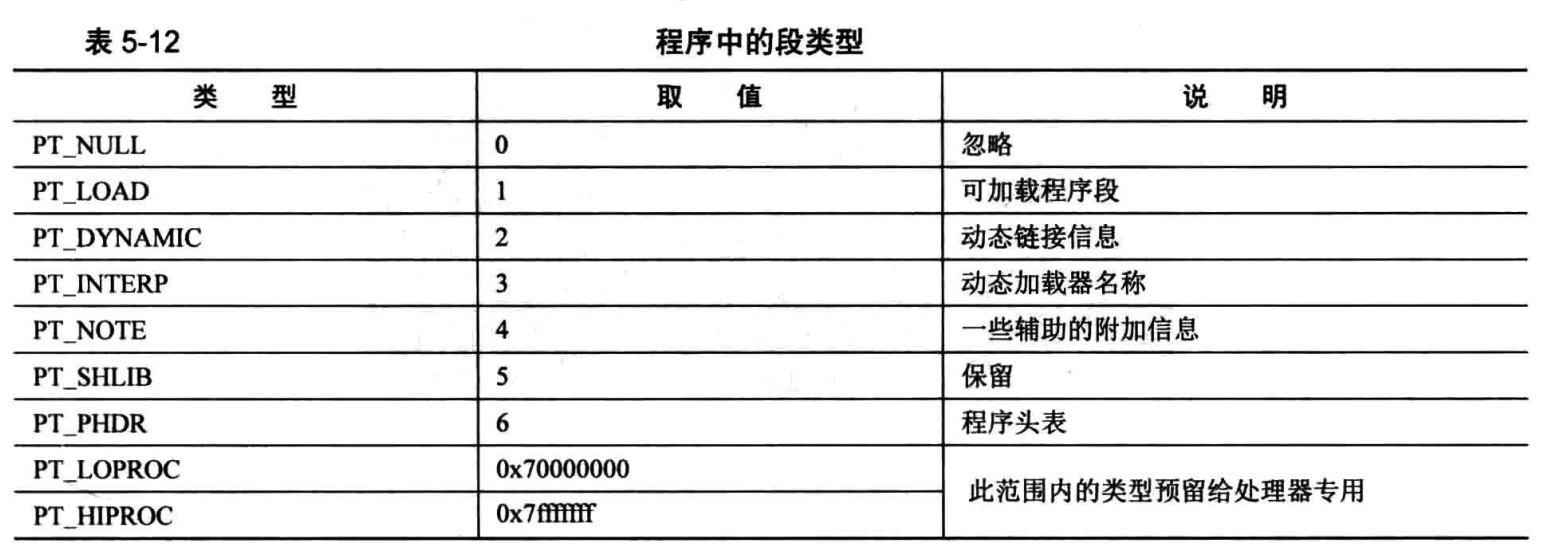 表 5-12 程序中的段类型
类 型 取 值 说 明
PT_NULL 0 忽略
PT_LOAD 1 可加载程序段
PT_DYNAMIC 2 动态链接信息
PT_INTERP 3 动态加载器名称
PT_NOTE 4 一些辅助的附加信息
PT_SHLIB 5 保留
PT_PHDR 6 程序头表
PT_LOPROC 0x70000000 此范围内的类型预留给处理器专用
PT_HIPROC 0x7fffffff